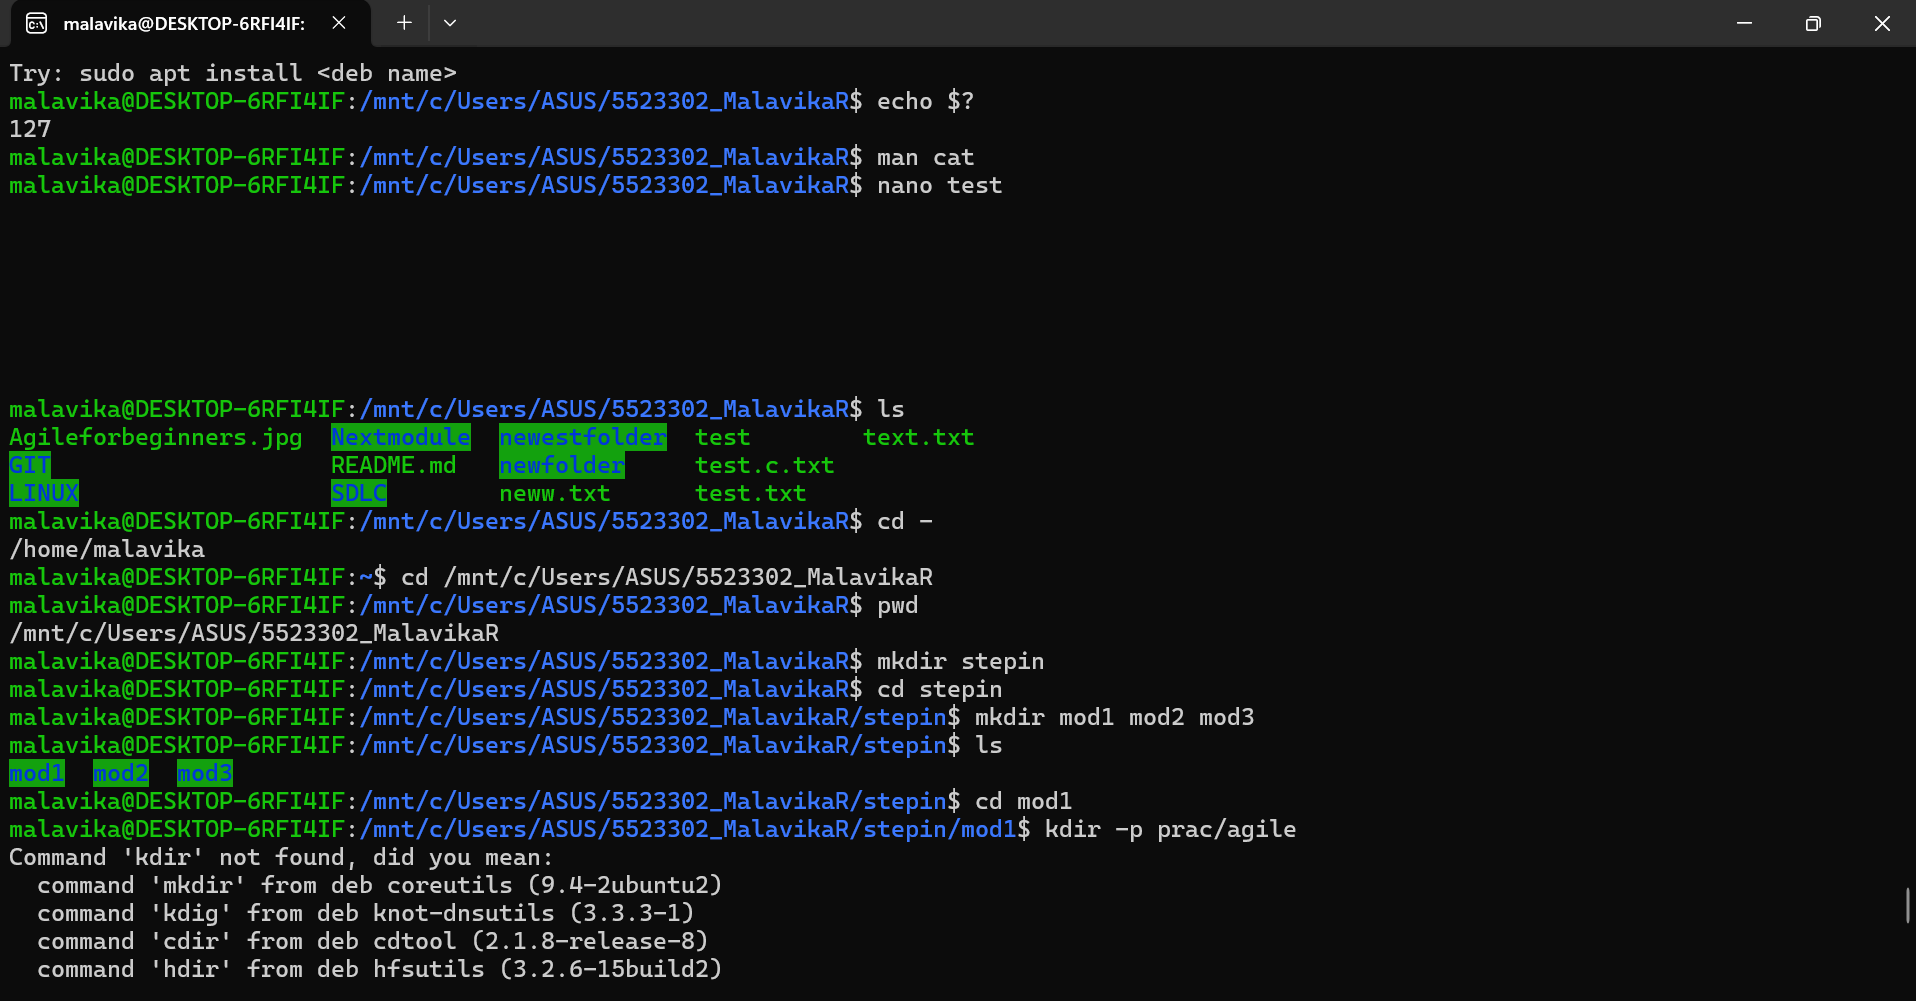 malavika@DESKTOP-6RFI4IF:
Try: sudo apt install <deb name>
malavika@DESKTOP-6RFI4IF:/mnt/c/Users/ASUS/5523302_MalavikaR$ echo $?
127
malavika@DESKTOP-6RFI4IF:/mnt/c/Users/ASUS/5523302_MalavikaR$ man cat
malavika@DESKTOP-6RFI4IF:/mnt/c/Users/ASUS/5523302_MalavikaR$ nano test
malavika@DESKTOP-6RFI4IF:/mnt/c/Users/ASUS/5523302_MalavikaR$ ls
Agileforbeginners.jpg  Nextmodule  newestfolder  test        text.txt
GIT                    README.md   newfolder     test.c.txt
LINUX                  SDLC        neww.txt      test.txt
malavika@DESKTOP-6RFI4IF:/mnt/c/Users/ASUS/5523302_MalavikaR$ cd -
/home/malavika
malavika@DESKTOP-6RFI4IF:~$ cd /mnt/c/Users/ASUS/5523302_MalavikaR
malavika@DESKTOP-6RFI4IF:/mnt/c/Users/ASUS/5523302_MalavikaR$ pwd
/mnt/c/Users/ASUS/5523302_MalavikaR
malavika@DESKTOP-6RFI4IF:/mnt/c/Users/ASUS/5523302_MalavikaR$ mkdir stepin
malavika@DESKTOP-6RFI4IF:/mnt/c/Users/ASUS/5523302_MalavikaR$ cd stepin
malavika@DESKTOP-6RFI4IF:/mnt/c/Users/ASUS/5523302_MalavikaR/stepin$ mkdir mod1 mod2 mod3
malavika@DESKTOP-6RFI4IF:/mnt/c/Users/ASUS/5523302_MalavikaR/stepin$ ls
mod1  mod2  mod3
malavika@DESKTOP-6RFI4IF:/mnt/c/Users/ASUS/5523302_MalavikaR/stepin$ cd mod1
malavika@DESKTOP-6RFI4IF:/mnt/c/Users/ASUS/5523302_MalavikaR/stepin/mod1$ kdir -p prac/agile
Command 'kdir' not found, did you mean:
  command 'mkdir' from deb coreutils (9.4-2ubuntu2)
  command 'kdig' from deb knot-dnsutils (3.3.3-1)
  command 'cdir' from deb cdtool (2.1.8-release-8)
  command 'hdir' from deb hfsutils (3.2.6-15build2)